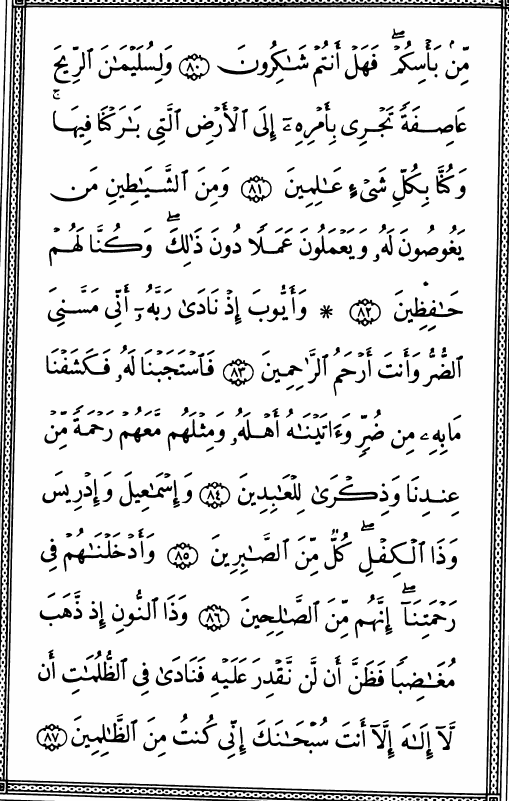 مِّنۢ بَأۡسِكُمۡۖ فَهَلۡ أَنتُمۡ شَٰكِرُونَ ٨٠ وَلِسُلَيۡمَٰنَ ٱلرِّيحَ
عَاصِفَةٗ تَجۡرِي بِأَمۡرِهِۦٓ إِلَى ٱلۡأَرۡضِ ٱلَّتِي بَٰرَكۡنَا فِيهَاۚ
وَكُنَّا بِكُلِّ شَيۡءٍ عَٰلِمِينَ ٨١ وَمِنَ ٱلشَّيَٰطِينِ مَن
يَغُوصُونَ لَهُۥ وَيَعۡمَلُونَ عَمَلٗا دُونَ ذَٰلِكَۖ وَكُنَّا لَهُمۡ
حَٰفِظِينَ ٨٢ * وَأَيُّوبَ إِذۡ نَادَىٰ رَبَّهُۥٓ أَنِّي مَسَّنِيَ
ٱلضُّرُّ وَأَنتَ أَرۡحَمُ ٱلرَّٰحِمِينَ ٨٣ فَٱسۡتَجَبۡنَا لَهُۥ فَكَشَفۡنَا
مَا بِهِۦ مِن ضُرّٖۖ وَءَاتَيۡنَٰهُ أَهۡلَهُۥ وَمِثۡلَهُم مَّعَهُمۡ رَحۡمَةٗ مِّنۡ
عِندِنَا وَذِكۡرَىٰ لِلۡعَٰبِدِينَ ٨٤ وَإِسۡمَٰعِيلَ وَإِدۡرِيسَ
وَذَا ٱلۡكِفۡلِۖ كُلّٞ مِّنَ ٱلصَّٰبِرِينَ ٨٥ وَأَدۡخَلۡنَٰهُمۡ فِي
رَحۡمَتِنَآۖ إِنَّهُم مِّنَ ٱلصَّٰلِحِينَ ٨٦ وَذَا ٱلنُّونِ إِذ ذَّهَبَ
مُغَٰضِبٗا فَظَنَّ أَن لَّن نَّقۡدِرَ عَلَيۡهِ فَنَادَىٰ فِي ٱلظُّلُمَٰتِ أَن
لَّآ إِلَٰهَ إِلَّآ أَنتَ سُبۡحَٰنَكَ إِنِّي كُنتُ مِنَ ٱلظَّٰلِمِينَ ٨٧